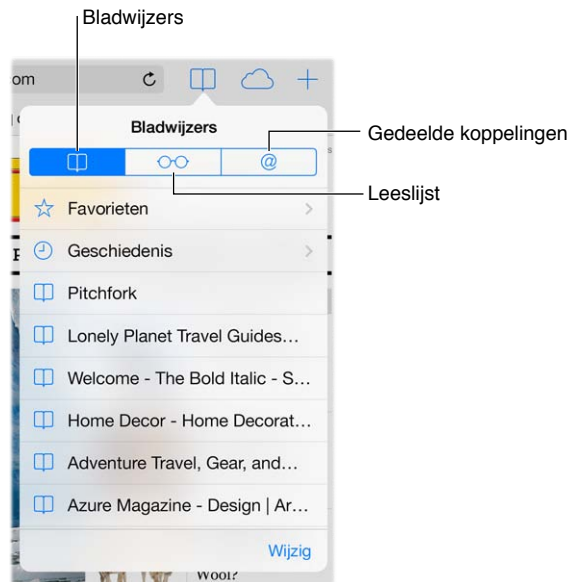 Bladwijzers
om
Bladwijzers
Gedeelde koppelingen
@
Leeslijst
Favorieten
Geschiedenis
Pitchfork
Lonely Planet Travel Guides…
Welcome - The Bold Italic - S…
Home Decor - Home Decorat…
Adventure Travel, Gear, and…
Azure Magazine - Design | Ar…
Wijzig
Wool?